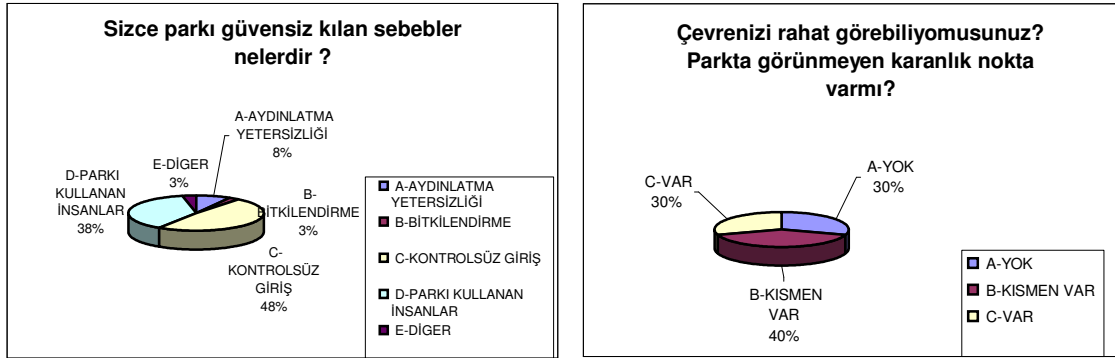 Sizce parkı güvensiz kılan sebebler
nelerdir ?
A-AYDINLATMA
YETERSİZLİĞİ
8%
E-DİGER
3%
D-PARKI
KULLANAN
İNSANLAR
38%
B-
BİTKİLENDİRME
3%
C-
KONTROLSÜZ
GİRİŞ
48%
A-AYDINLATMA
YETERSİZLİĞİ
B-BİTKİLENDİRME
C-KONTROLSÜZ GİRİŞ
D-PARKI KULLANAN
İNSANLAR
E-DİGER
Çevrenizi rahat görebiliyomusunuz?
Parkta görünmeyen karanlık nokta
varmı?
C-VAR
30%
A-YOK
30%
B-KISMEN
VAR
40%
A-YOK
B-KISMEN VAR
C-VAR